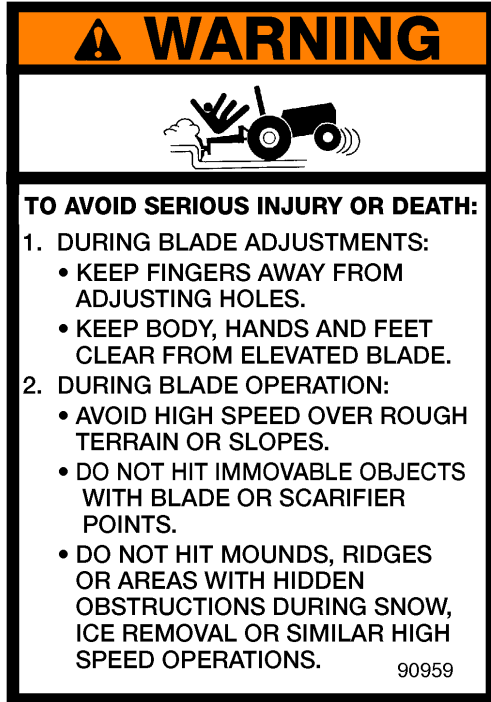 WARNING
TO AVOID SERIOUS INJURY OR DEATH:
1. DURING BLADE ADJUSTMENTS:
• KEEP FINGERS AWAY FROM
ADJUSTING HOLES.
• KEEP BODY, HANDS AND FEET
CLEAR FROM ELEVATED BLADE.
2. DURING BLADE OPERATION:
• AVOID HIGH SPEED OVER ROUGH
TERRAIN OR SLOPES.
• DO NOT HIT IMMOVABLE OBJECTS
WITH BLADE OR SCARIFIER
POINTS.
• DO NOT HIT MOUNDS, RIDGES
OR AREAS WITH HIDDEN
OBSTRUCTIONS DURING SNOW,
ICE REMOVAL OR SIMILAR HIGH
SPEED OPERATIONS. 90959